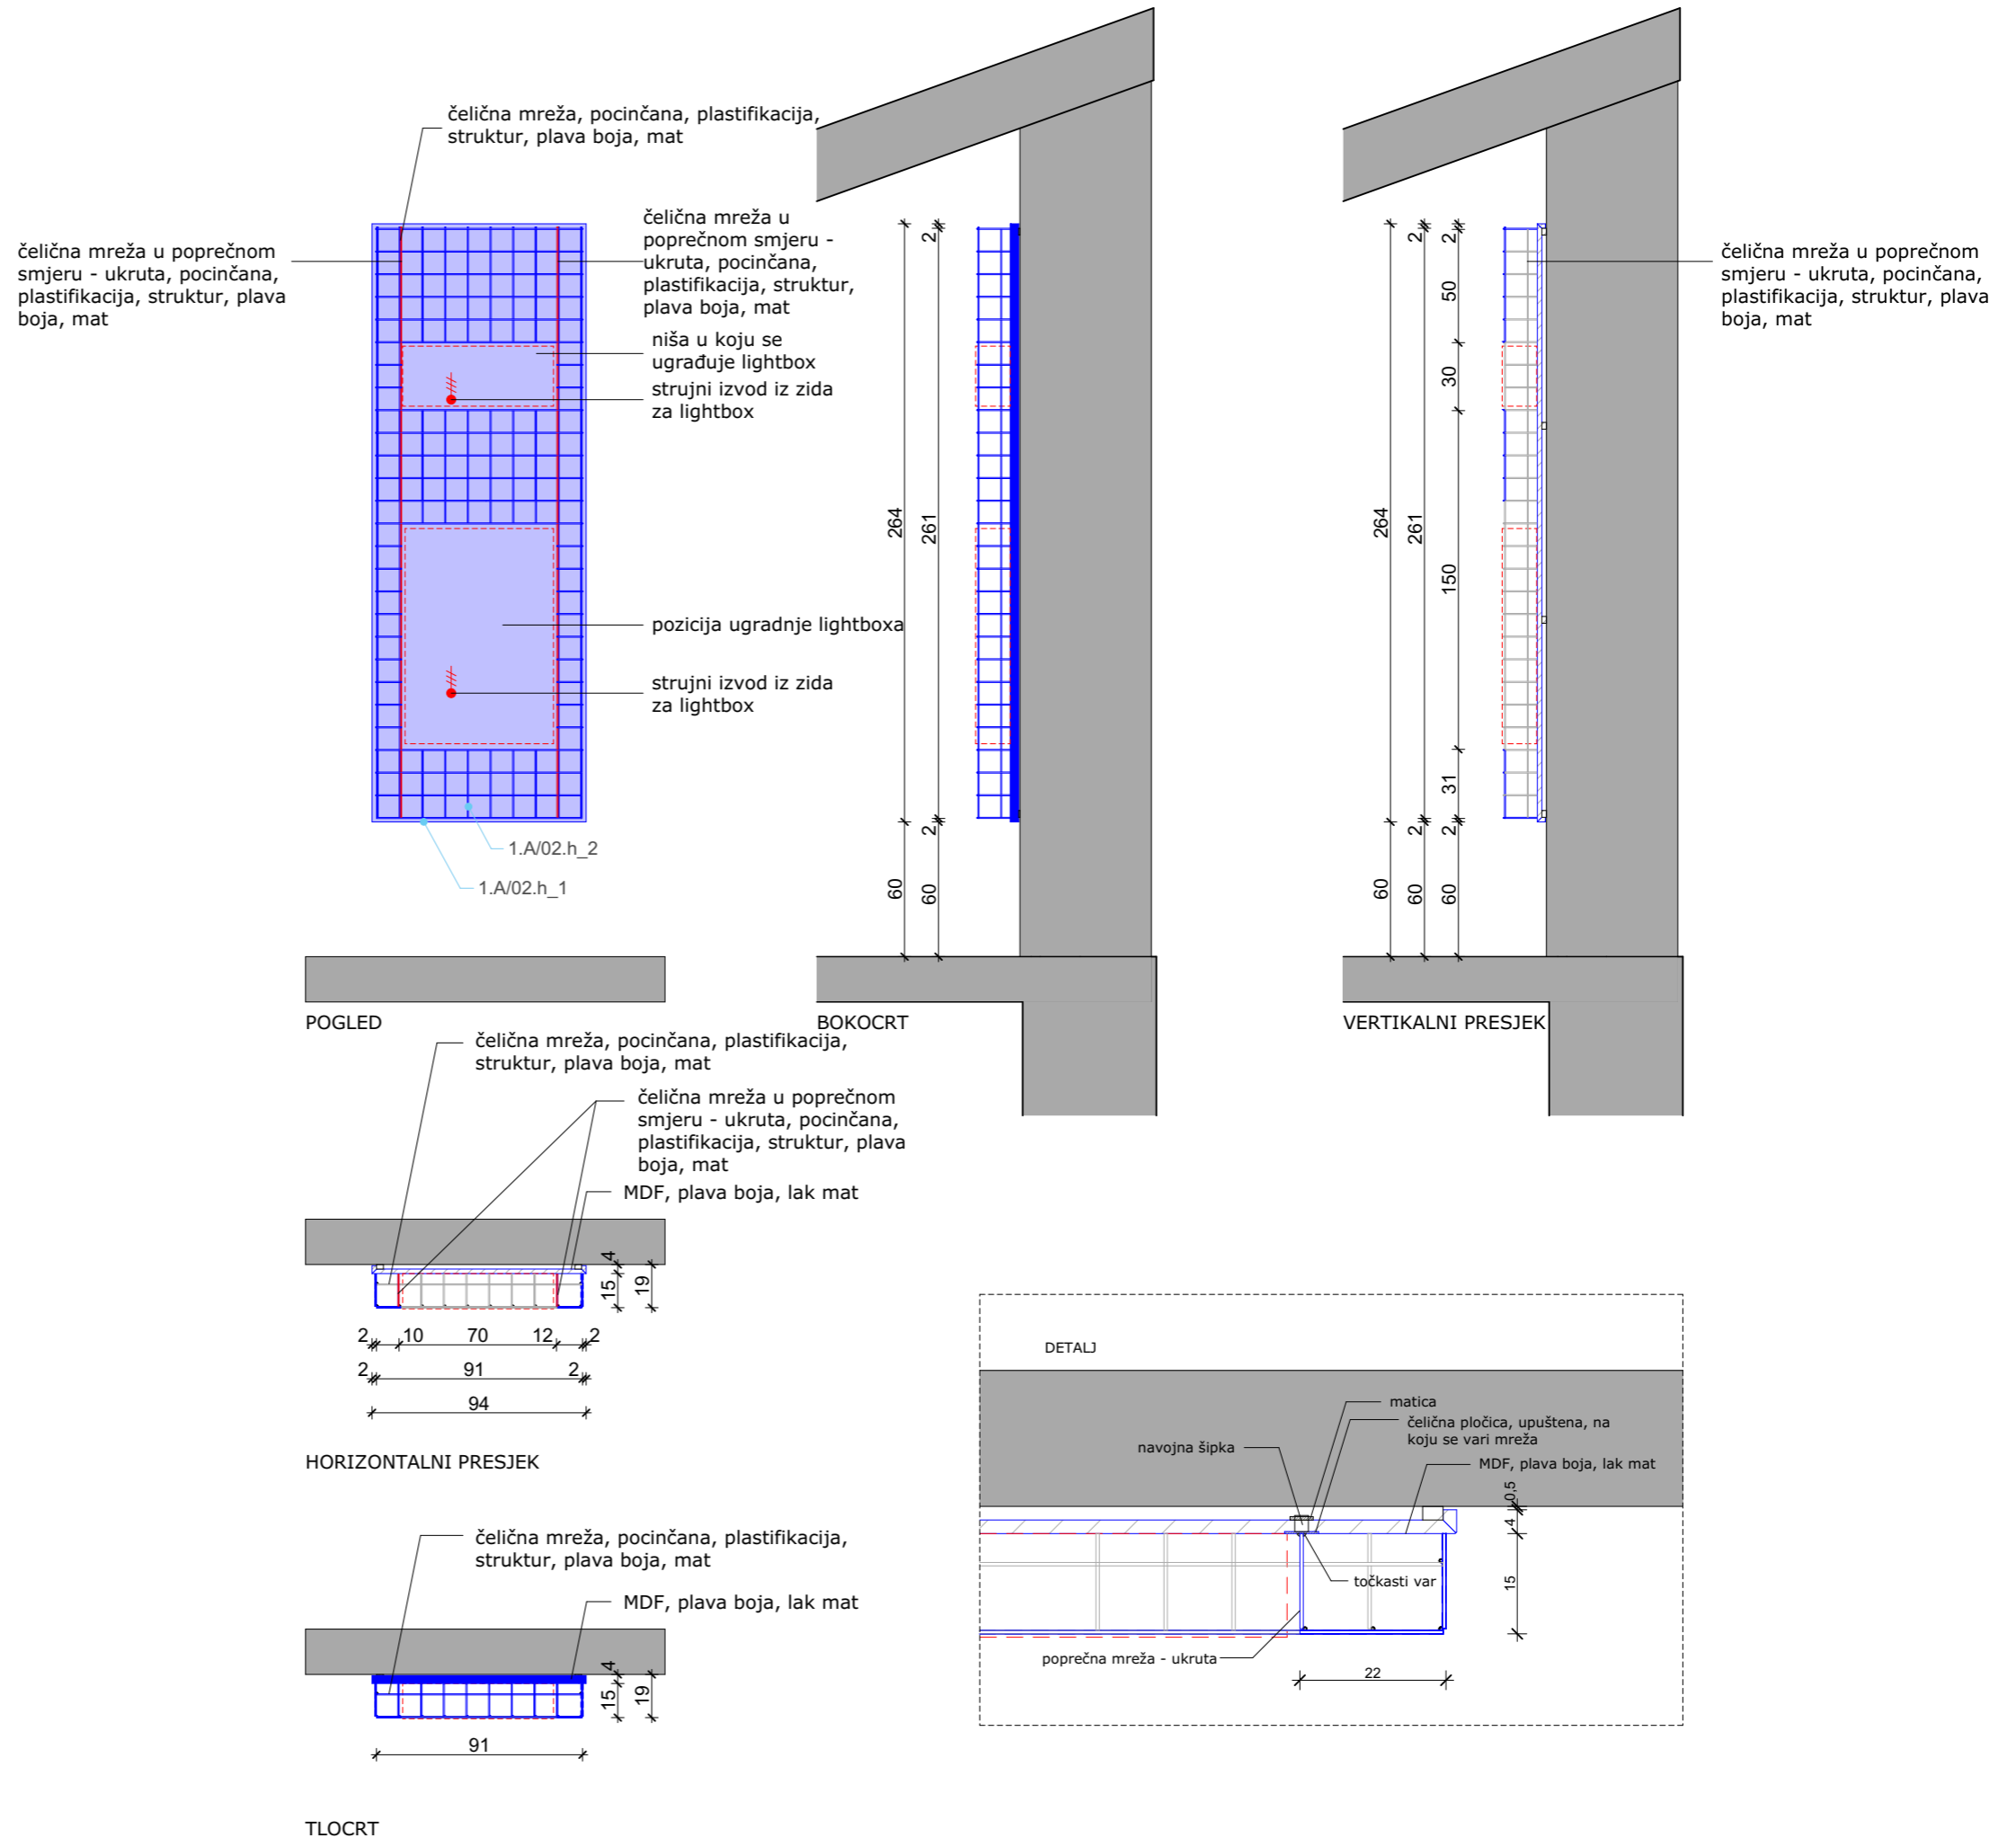 čelična mreža, pocinčana, plastifikacija,
struktur, plava boja, mat
čelična mreža u poprečnom
smjeru - ukruta, pocinčana,
plastifikacija, struktur, plava
boja, mat
čelična mreža u
poprečnom smjeru -
ukruta, pocinčana,
plastifikacija, struktur,
plava boja, mat
niša u koju se
ugrađuje lightbox
strujni izvod iz zida
za lightbox
pozicija ugradnje lightboxa
strujni izvod iz zida
za lightbox
1.A/02.h_2
1.A/02.h_1
POGLED
264
60
2
261
2
60
BOKOCRT
264
60
2
261
2
60
2
50
30
150
31
2
60
čelična mreža u poprečnom
smjeru - ukruta, pocinčana,
plastifikacija, struktur, plava
boja, mat
VERTIKALNI PRESJEK
čelična mreža, pocinčana, plastifikacija,
struktur, plava boja, mat
čelična mreža u poprečnom
smjeru - ukruta, pocinčana,
plastifikacija, struktur, plava
boja, mat
MDF, plava boja, lak mat
4
15
19
2 10 70 12 2
2 91 2
94
HORIZONTALNI PRESJEK
čelična mreža, pocinčana, plastifikacija,
struktur, plava boja, mat
MDF, plava boja, lak mat
4
15
19
91
TLOCRT
DETALJ
matica
čelična pločica, upuštena, na
koju se vari mreža
navojna šipka
MDF, plava boja, lak mat
0,5
4
15
točkasti var
poprečna mreža - ukruta
22